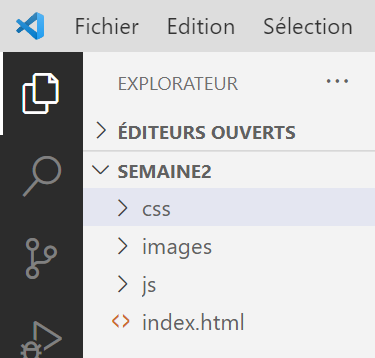 Fichier Edition Sélection
EXPLORATEUR ...
ÉDITEURS OUVERTS
SEMAINE2
css
images
js
index.html